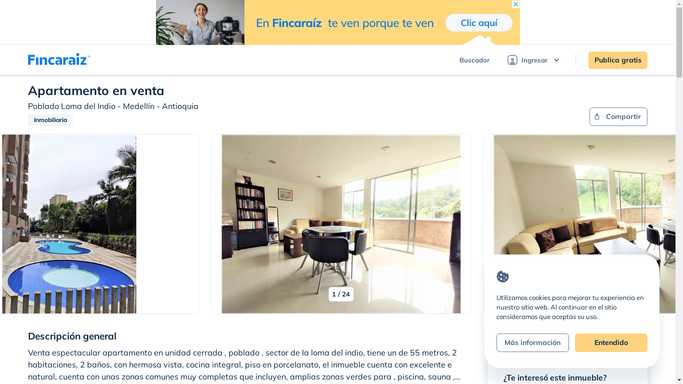 En Fincaraíz te ven porque te ven
Clic aquí
Fincaraiz
Buscador
Ingresar
Publica gratis
Apartamento en venta
Poblado Loma del Indio - Medellín - Antioquia
Inmobiliaria
Compartir
1 / 24
Utilizamos cookies para mejorar tu experiencia en
nuestro sitio web. Al continuar en el sitio
consideramos que aceptas su uso.
Más información
Entendido
Descripción general
Venta espectacular apartamento en unidad cerrada , poblado , sector de la loma del indio, tiene un de 55 metros, 2
habitaciones, 2 baños, con hermosa vista, cocina integral, piso en porcelanato, el inmueble cuenta con excelente e
natural, cuenta con unas zonas comunes muy completas que incluyen, amplias zonas verdes para , piscina, sauna ,...
¿Te interesó este inmueble?